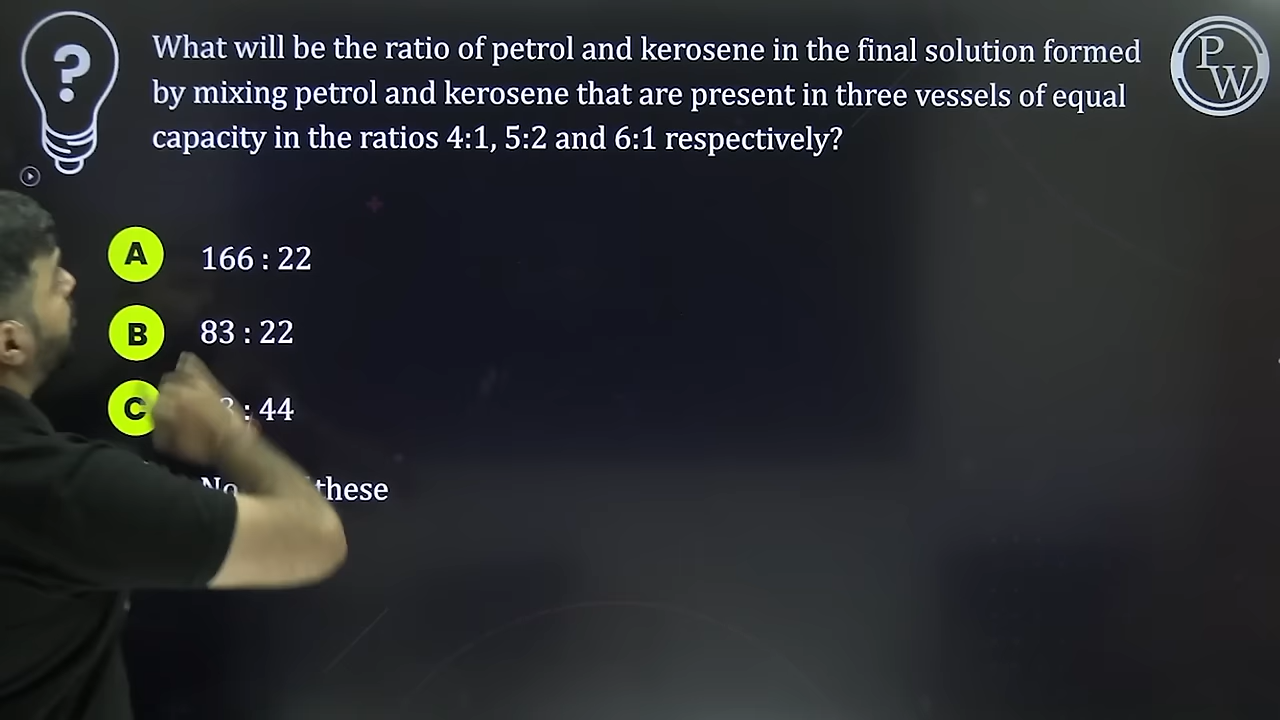 What will be the ratio of petrol and kerosene in the final solution formed
by mixing petrol and kerosene that are present in three vessels of equal
capacity in the ratios 4:1, 5:2 and 6:1 respectively?
PW
A 166 : 22
B 83 : 22
C : 44
these